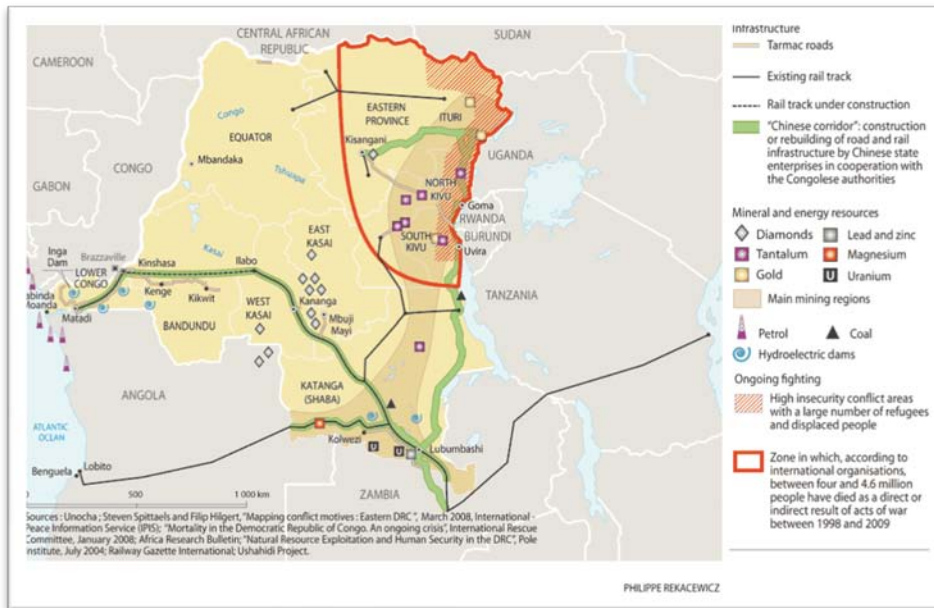 CENTRAL AFRICAN
REPUBLIC
SUDAN
CAMEROON
Congo
EASTERN
PROVINCE
ITURI
EQUATOR
Kisangani
Mbandaka
UGANDA
CONGO
Tshuapa
NORTH
KIVU
GABON
Goma
RWANDA
Kasai
EAST
KASAI
SOUTH
KIVU
BURUNDI
Uvira
Inga
Dam
Brazzaville
LOWER
CONGO
Kinshasa
Ilabo
Kenge
Kikwit
Moanda
Matadi
WEST
KASAI
Kananga
Mbuji
Mayi
BANDUNDU
TANZANIA
ANGOLA
KATANGA
(SHABA)
ATLANTIC
OCLAN
Kolwezi
Lubumbashi
Lobito
Benguela
ZAMBIA
500
1 000 km
Sources : Unocha ; Steven Spittaels and Filip Hilgert, "Mapping conflict motives : Eastern DRC ", March 2008, International -
Peace Information Service (IPIS); "Mortality in the Democratic Republic of Congo. An ongoing crisis", International Rescue
Committee, January 2008; Africa Research Bulletin; "Natural Resource Exploitation and Human Security in the DRC", Pole
Institute, July 2004; Railway Gazette International; Ushahidi Project.
Infrastructure
Tarmac roads
Existing rail track
Rail track under construction
"Chinese corridor": construction
or rebuilding of road and rail
infrastructure by Chinese state
enterprises in cooperation with
the Congolese authorities
Mineral and energy resources
Diamonds Lead and zinc
Tantalum Magnesium
Gold U Uranium
Main mining regions
Petrol Coal
Hydroelectric dams
Ongoing fighting
High insecurity conflict areas
with a large number of refugees
and displaced people
Zone in which, according to
international organisations,
between four and 4.6 million
people have died as a direct or
indirect result of acts of war
between 1998 and 2009
PHILIPPE REKACEWICZ